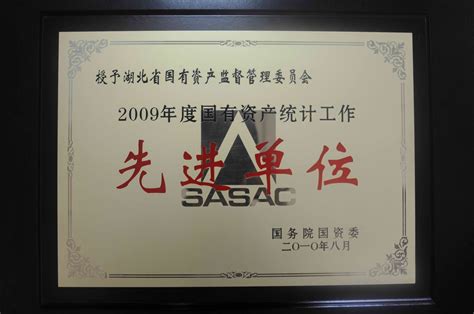 授予湖北省国有资产监督管理委员会
2009年度国有资产统计工作
先进单位
SASAC
国务院国资委
二〇一〇年八月